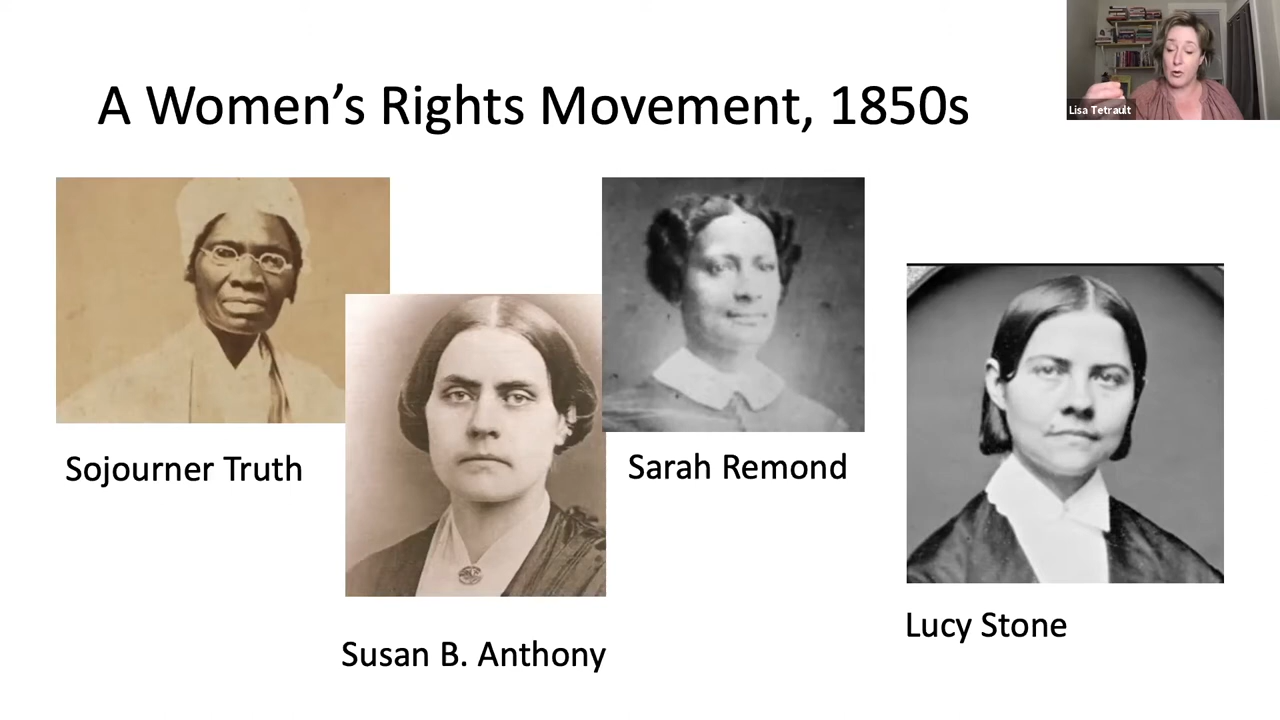 A Women’s Rights Movement, 1850s
Lisa Tetrault
Sojourner Truth
Sarah Remond
Lucy Stone
Susan B. Anthony